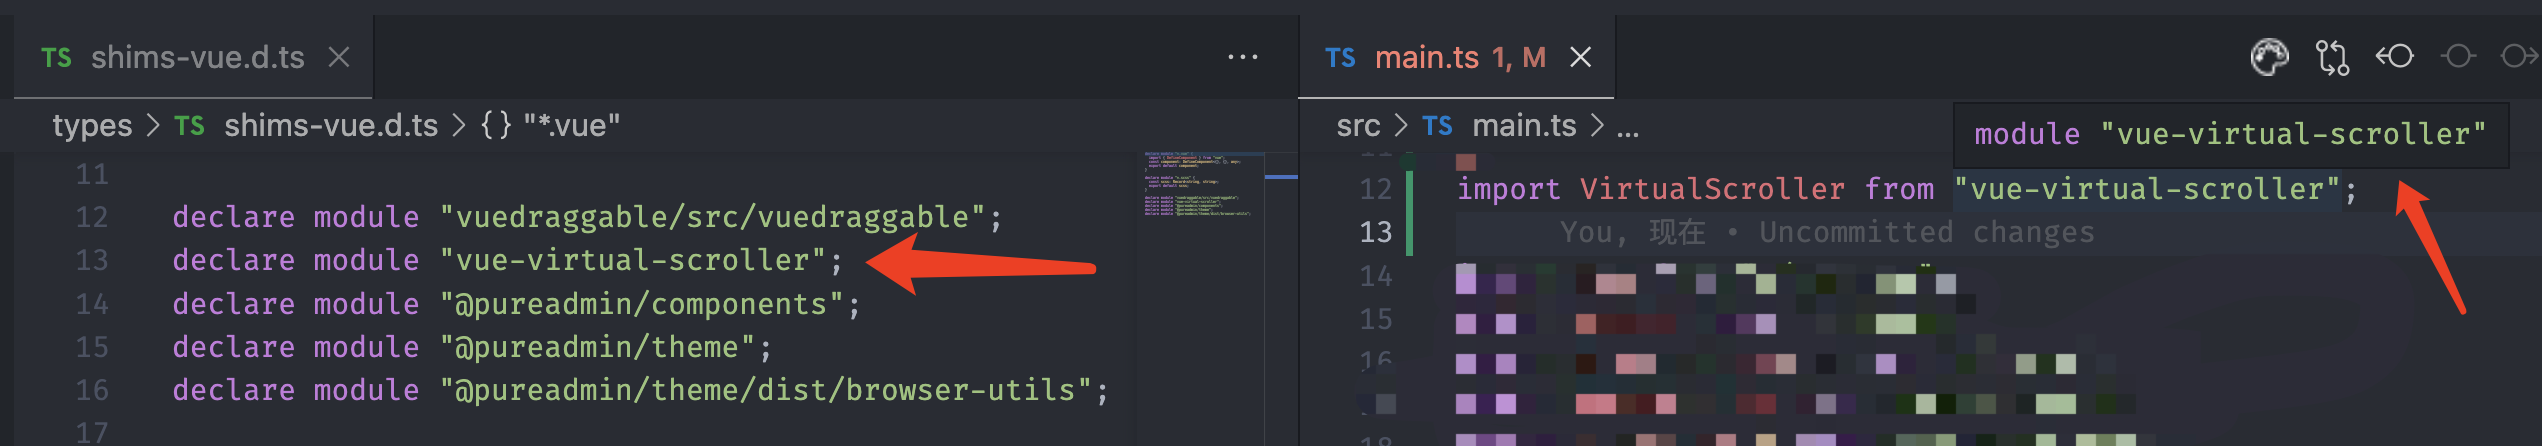 TS shims-vue.d.ts
types > TS shims-vue.d.ts > {} "*.vue"
11
12 declare module "vuedraggable/src/vuedraggable";
13 declare module "vue-virtual-scroller";
14 declare module "@pureadmin/components";
15 declare module "@pureadmin/theme";
16 declare module "@pureadmin/theme/dist/browser-utils";
17
TS main.ts 1, M
src > TS main.ts > ...
module "vue-virtual-scroller"
12 import VirtualScroller from "vue-virtual-scroller";
13 You, 现在 • Uncommitted changes
14
15
16
18